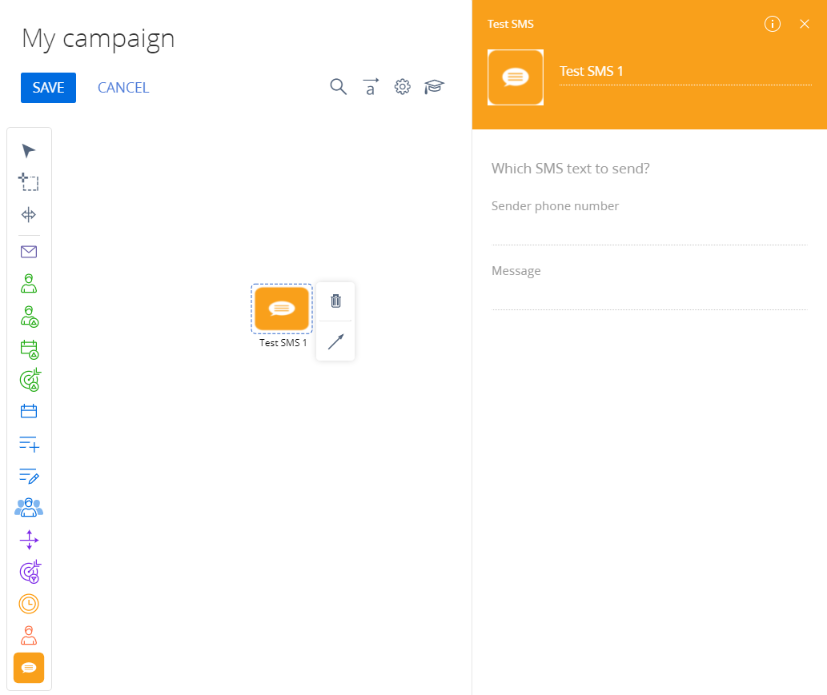 My campaign
SAVE
CANCEL
a
Test SMS 1
Test SMS
Test SMS 1
Which SMS text to send?
Sender phone number
Message